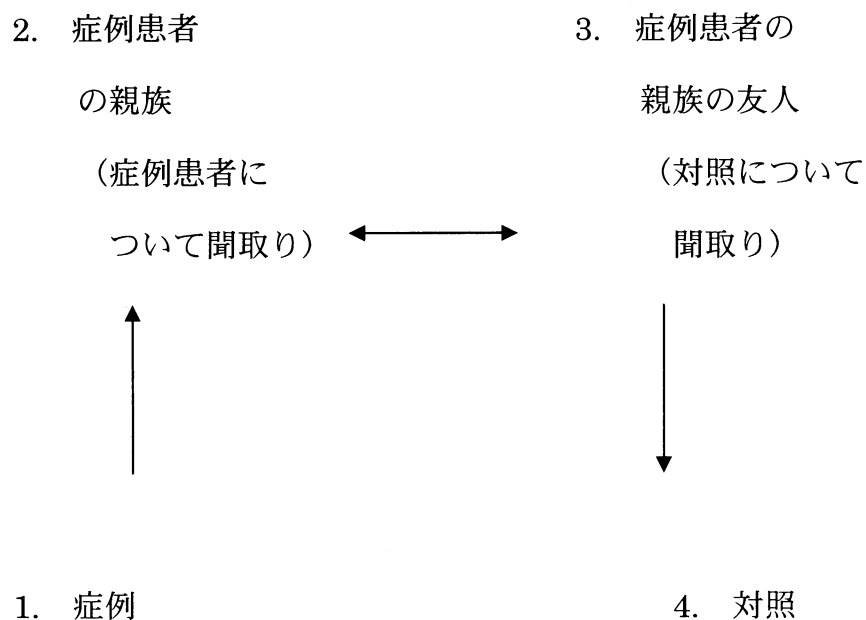 2. 症例患者
の親族
（症例患者に
ついて聞取り）
3. 症例患者の
親族の友人
（対照について
聞取り）
1. 症例
4. 対照